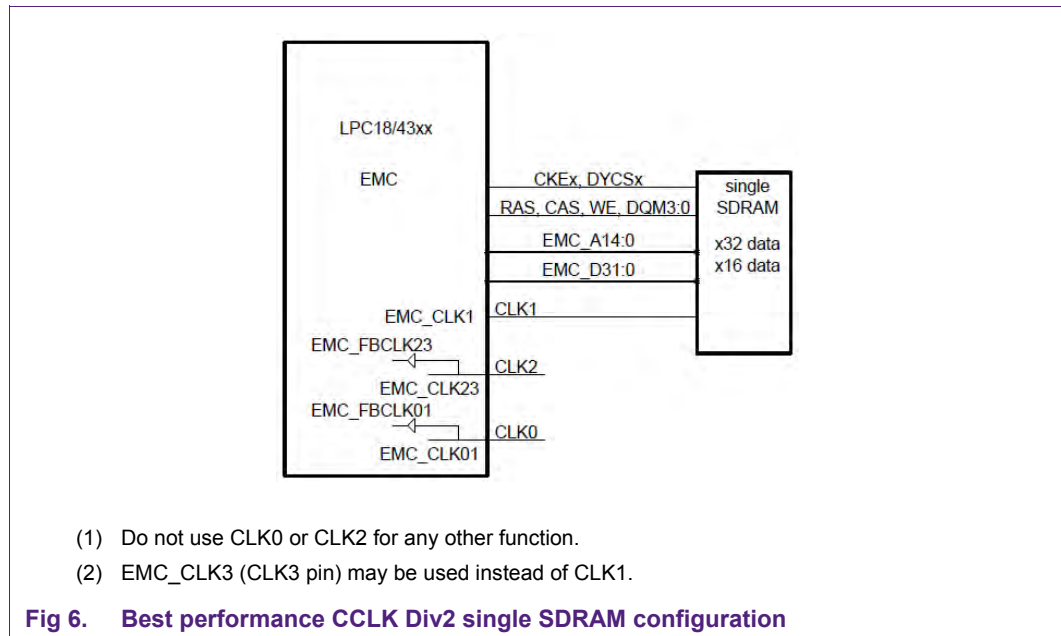 LPC18/43xx
EMC
CKEx, DYCSx
RAS, CAS, WE, DQM3:0
EMC_A14:0
EMC_D31:0
single
SDRAM
x32 data
x16 data
EMC_CLK1
CLK1
EMC_FBCLK23
CLK2
EMC_CLK23
EMC_FBCLK01
CLK0
EMC_CLK01
(1) Do not use CLK0 or CLK2 for any other function.
(2) EMC_CLK3 (CLK3 pin) may be used instead of CLK1.
Fig 6. Best performance CCLK Div2 single SDRAM configuration